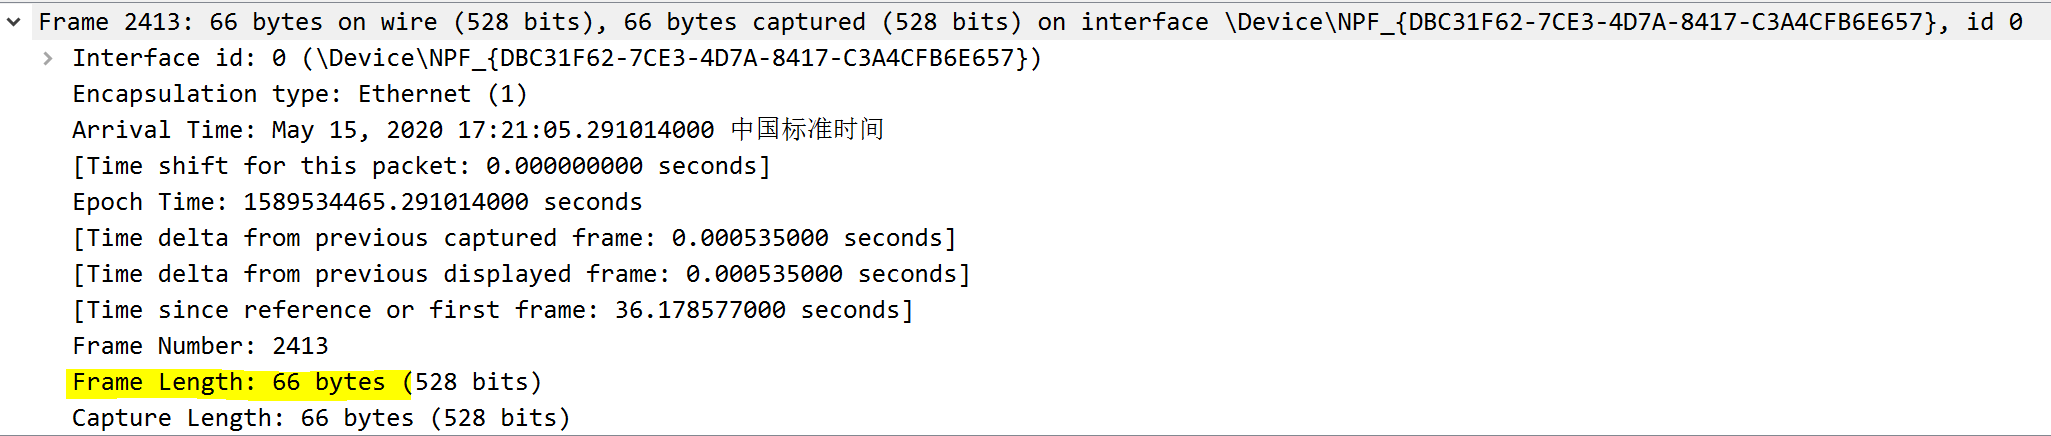 Frame 2413: 66 bytes on wire (528 bits), 66 bytes captured (528 bits) on interface \Device\NPF_{DBC31F62-7CE3-4D7A-8417-C3A4CFB6E657}, id 0
Interface id: 0 (\Device\NPF_{DBC31F62-7CE3-4D7A-8417-C3A4CFB6E657})
Encapsulation type: Ethernet (1)
Arrival Time: May 15, 2020 17:21:05.291014000 中国标准时间
[Time shift for this packet: 0.000000000 seconds]
Epoch Time: 1589534465.291014000 seconds
[Time delta from previous captured frame: 0.000535000 seconds]
[Time delta from previous displayed frame: 0.000535000 seconds]
[Time since reference or first frame: 36.178577000 seconds]
Frame Number: 2413
Frame Length: 66 bytes (528 bits)
Capture Length: 66 bytes (528 bits)